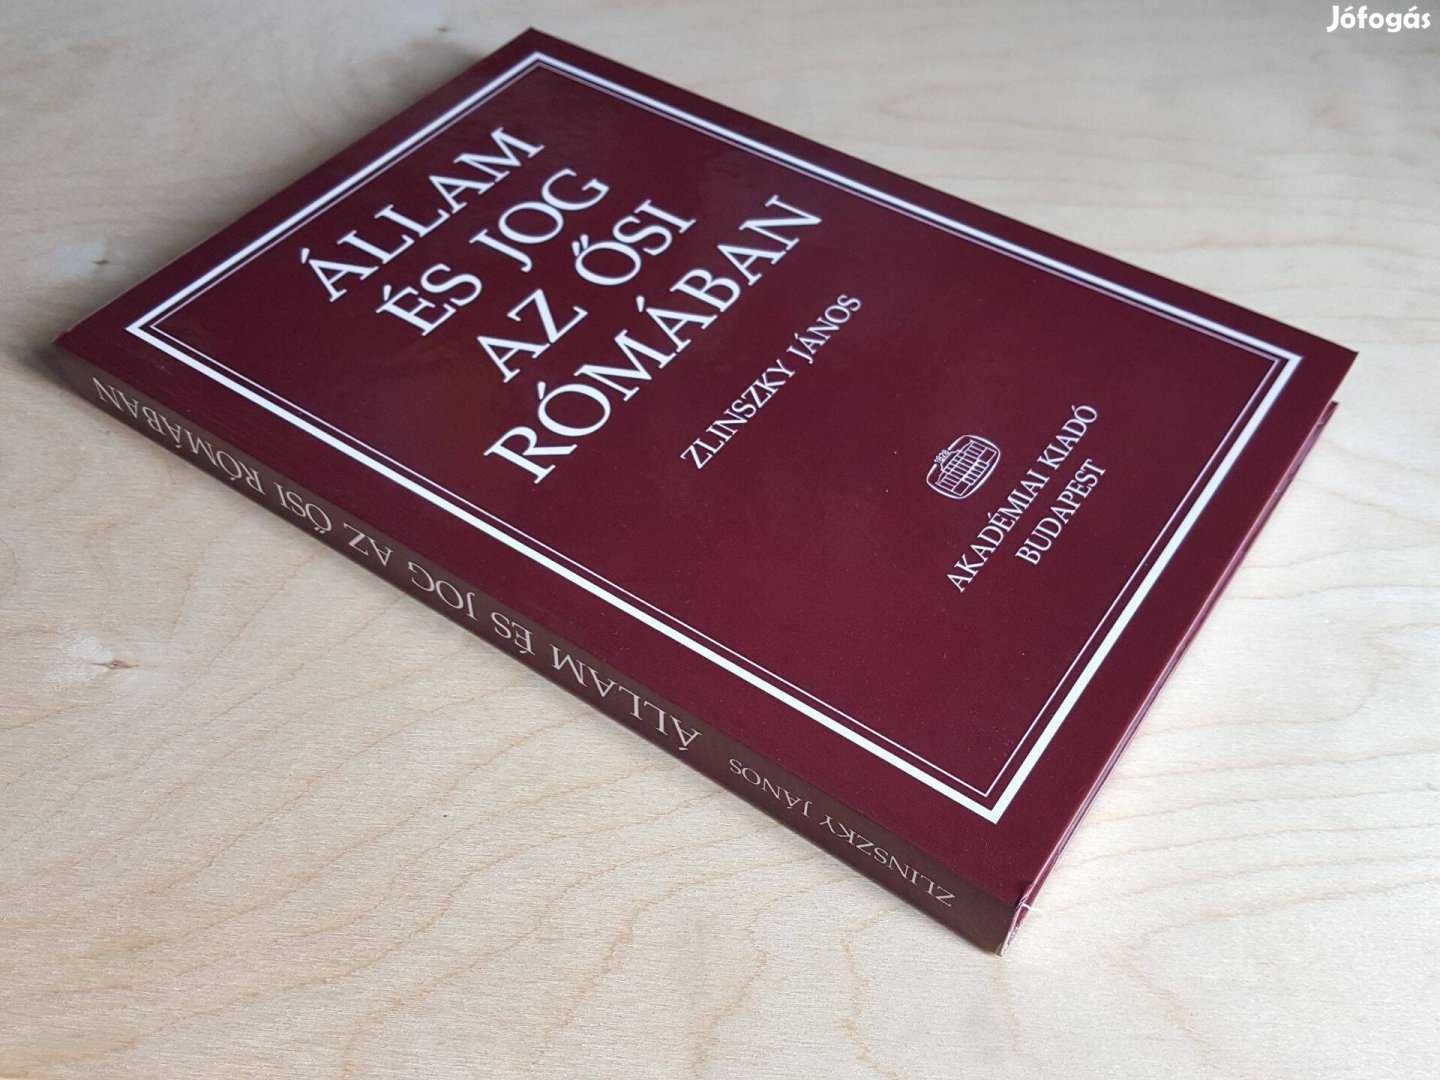 Jófogás
ÁLLAM
ÉS JOG
AZ ŐSI
RÓMÁBAN
ZLINSZKY JÁNOS
1828
AKADÉMIAI KIADÓ
BUDAPEST
ZLINSZKY JÁNOS ÁLLAM ÉS JOG AZ ŐSI RÓMÁBAN